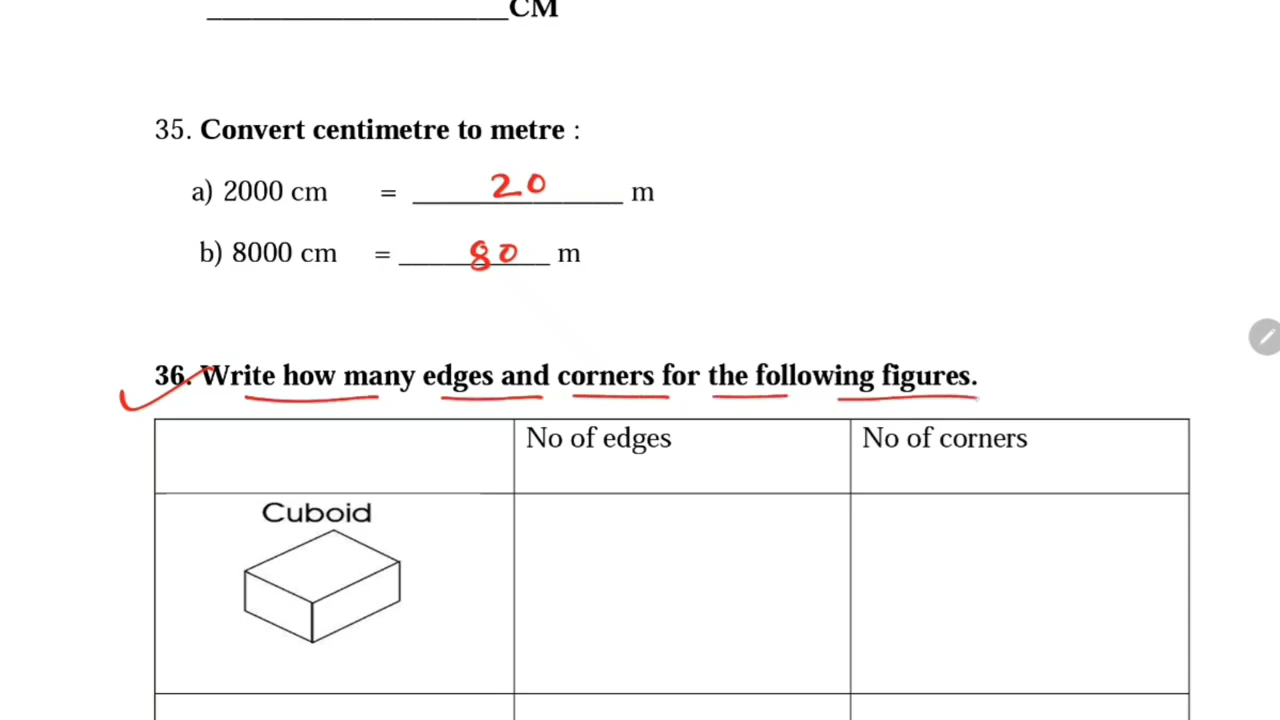 ____________________CM
35. Convert centimetre to metre :
a) 2000 cm = 20 m
b) 8000 cm = 80 m
36. Write how many edges and corners for the following figures.
No of edges No of corners
Cuboid